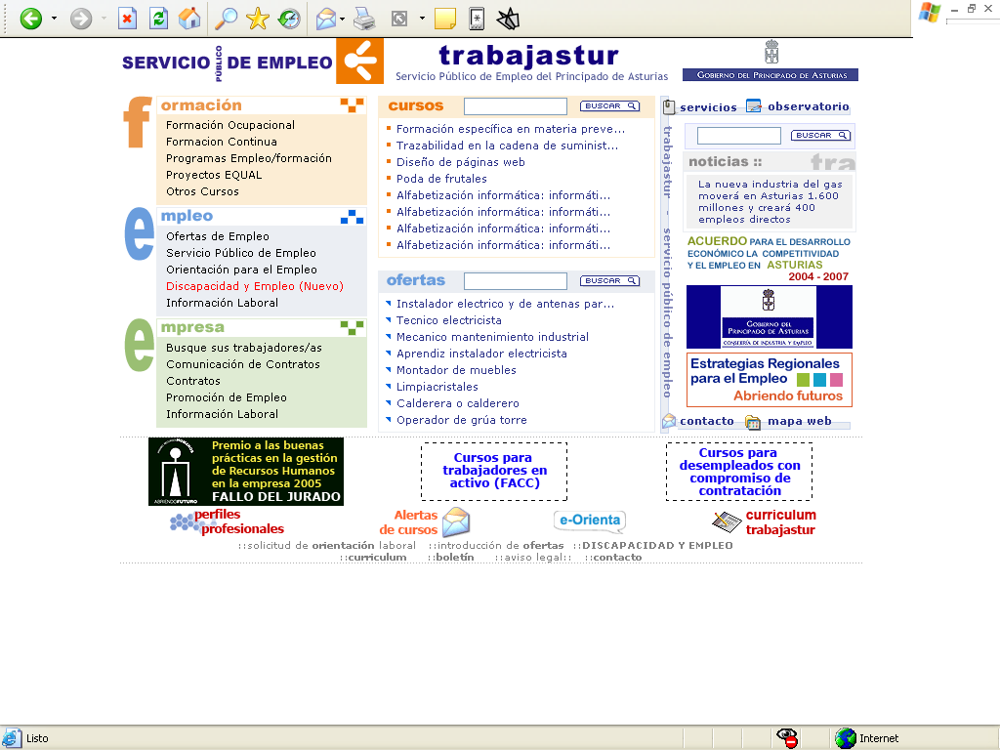 SERVICIO PÚBLICO DE EMPLEO
trabajastur
Servicio Público de Empleo del Principado de Asturias
GOBIERNO DEL PRINCIPADO DE ASTURIAS
formación
Formación Ocupacional
Formacion Continua
Programas Empleo/formación
Proyectos EQUAL
Otros Cursos
empleo
Ofertas de Empleo
Servicio Público de Empleo
Orientación para el Empleo
Discapacidad y Empleo (Nuevo)
Información Laboral
empresa
Busque sus trabajadores/as
Comunicación de Contratos
Contratos
Promoción de Empleo
Información Laboral
cursos
BUSCAR
Formación específica en materia preve...
Trazabilidad en la cadena de suminist...
Diseño de páginas web
Poda de frutales
Alfabetización informática: informáti...
Alfabetización informática: informáti...
Alfabetización informática: informáti...
Alfabetización informática: informáti...
ofertas
BUSCAR
Instalador electrico y de antenas par...
Tecnico electricista
Mecanico mantenimiento industrial
Aprendiz instalador electricista
Montador de muebles
Limpiacristales
Calderera o calderero
Operador de grúa torre
trabajastur - servicio público de empleo
servicios observatorio
BUSCAR
noticias :: tra
La nueva industria del gas
moverá en Asturias 1.600
millones y creará 400
empleos directos
ACUERDO PARA EL DESARROLLO
ECONÓMICO LA COMPETITIVIDAD
Y EL EMPLEO EN ASTURIAS
2004 - 2007
GOBIERNO DEL
PRINCIPADO DE ASTURIAS
CONSEJERÍA DE INDUSTRIA Y EMPLEO
Estrategias Regionales
para el Empleo
Abriendo futuros
contacto mapa web
ABRIENDOFUTURO
Premio a las buenas
prácticas en la gestión
de Recursos Humanos
en la empresa 2005
FALLO DEL JURADO
Cursos para
trabajadores en
activo (FACC)
Cursos para
desempleados con
compromiso de
contratación
perfiles
profesionales
Alertas
de cursos
e-Orienta
curriculum
trabajastur
::solicitud de orientación laboral ::introducción de ofertas ::DISCAPACIDAD Y EMPLEO
::curriculum ::boletín ::aviso legal:: ::contacto
Listo
Internet